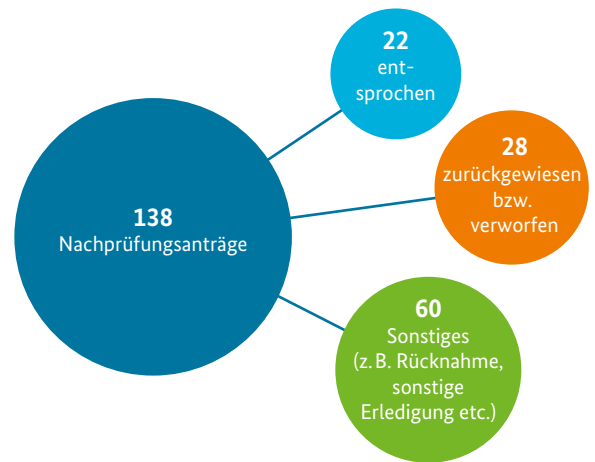 138
Nachprüfungsanträge
22
ent-
sprochen
28
zurückgewiesen
bzw.
verworfen
60
Sonstiges
(z. B. Rücknahme,
sonstige
Erledigung etc.)